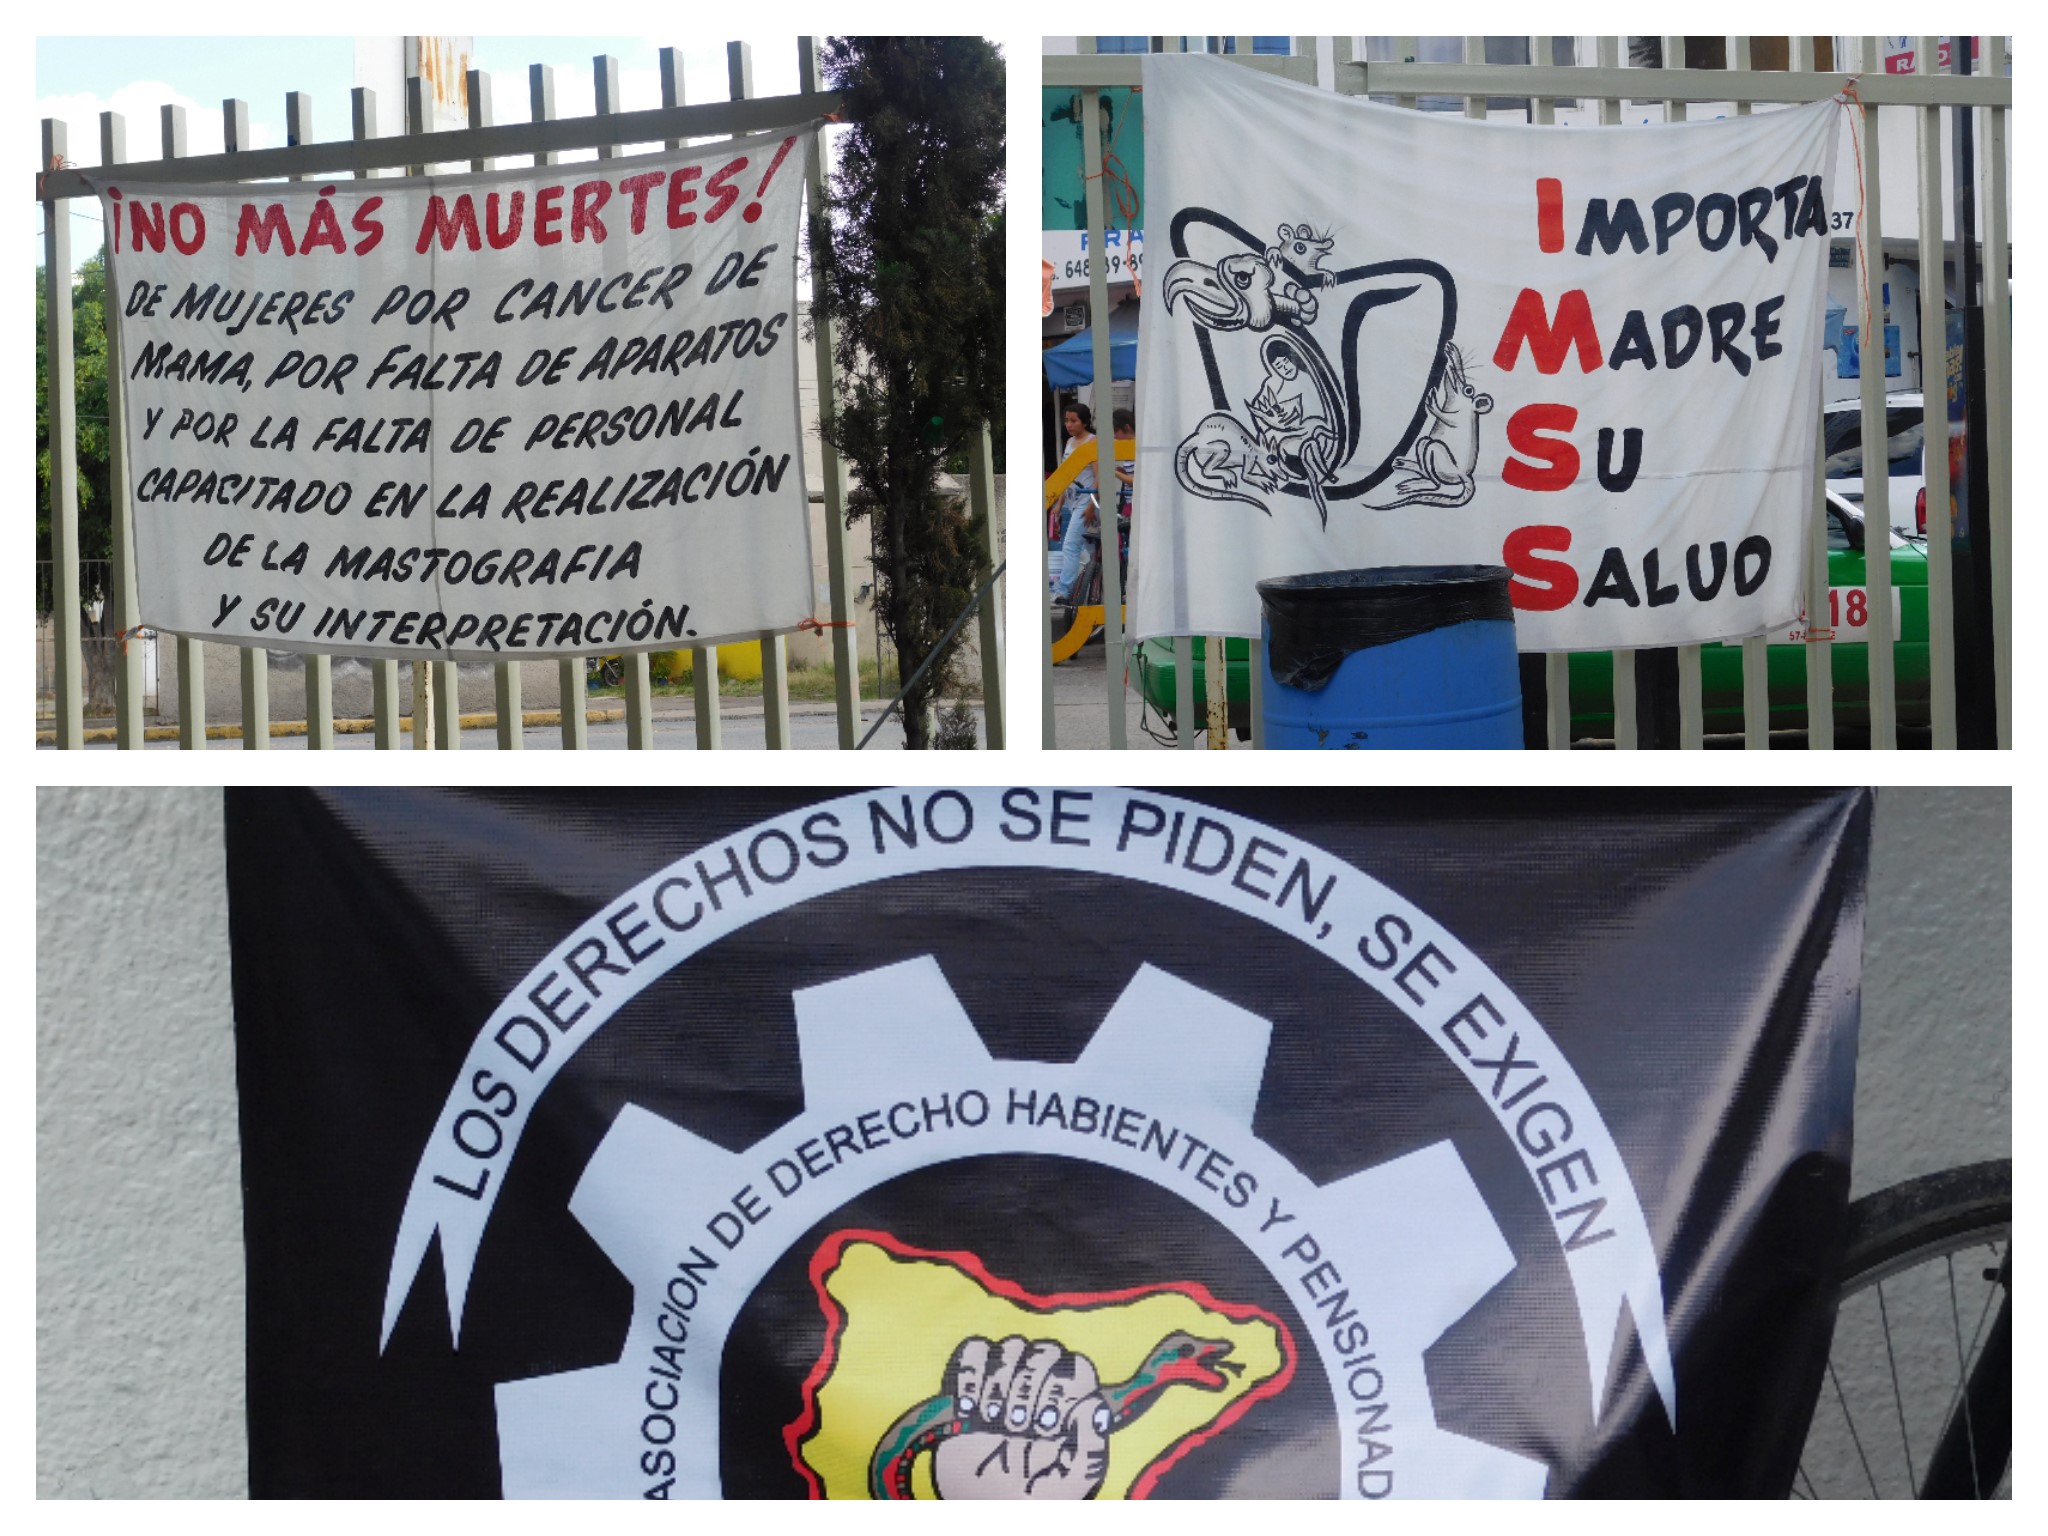 ¡NO MÁS MUERTES!
DE MUJERES POR CANCER DE
MAMA, POR FALTA DE APARATOS
Y POR LA FALTA DE PERSONAL
CAPACITADO EN LA REALIZACIÓN
DE LA MASTOGRAFIA
Y SU INTERPRETACIÓN.
IMPORTA
MADRE
SU
SALUD
37
18
LOS DERECHOS NO SE PIDEN, SE EXIGEN
ASOCIACION DE DERECHO HABIENTES Y PENSIONAD